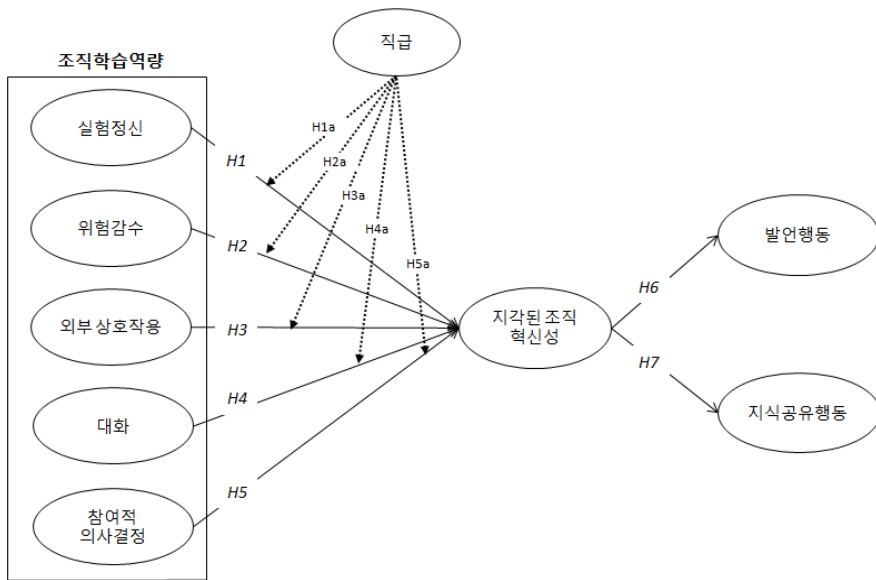 직급
조직학습역량
실험정신
H1
H1a
위험감수
H2
H2a
H3a
외부 상호작용
H3
H4a
H5a
대화
H4
참여적
의사결정
H5
지각된 조직
혁신성
H6
발언행동
H7
지식공유행동